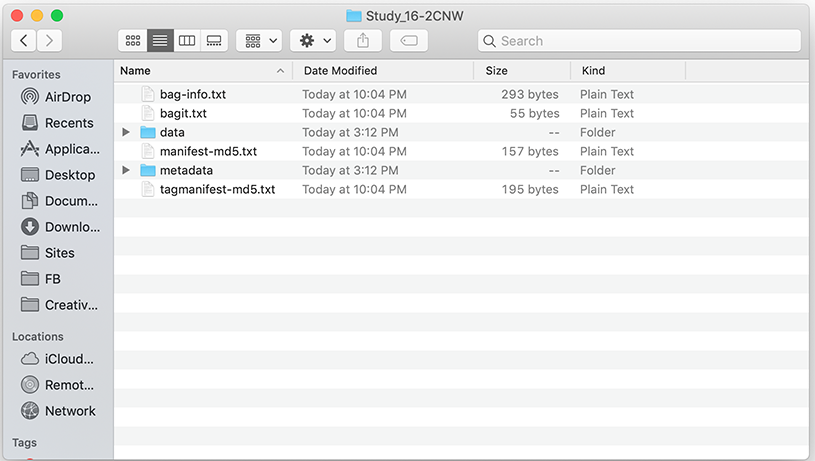 Study_16-2CNW
Search
Favorites
AirDrop
Recents
Applica...
Desktop
Docum...
Downlo...
Sites
FB
Creativ...
Locations
iCloud...
Remot...
Network
Tags
Name Date Modified Size Kind
bag-info.txt Today at 10:04 PM 293 bytes Plain Text
bagit.txt Today at 10:04 PM 55 bytes Plain Text
data Today at 3:12 PM -- Folder
manifest-md5.txt Today at 10:04 PM 157 bytes Plain Text
metadata Today at 3:12 PM -- Folder
tagmanifest-md5.txt Today at 10:04 PM 195 bytes Plain Text